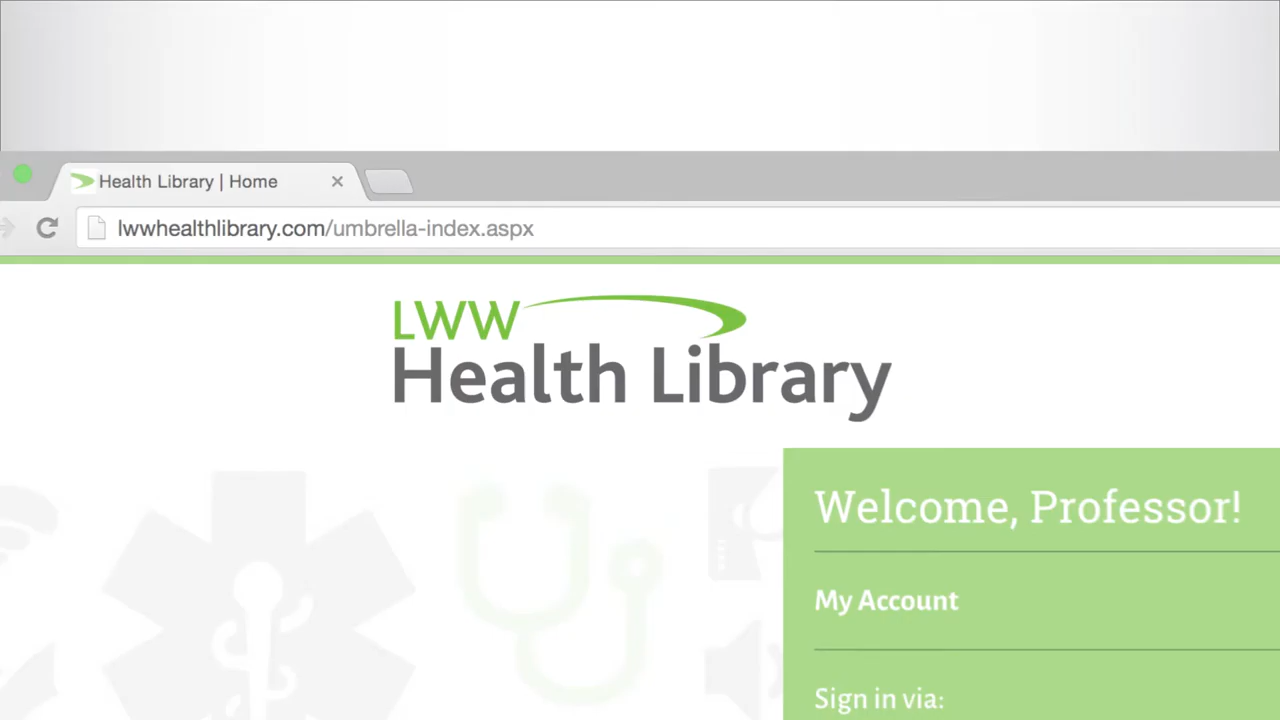 Health Library | Home
lwwhealthlibrary.com/umbrella-index.aspx
LWW
Health Library
Welcome, Professor!
My Account
Sign in via: